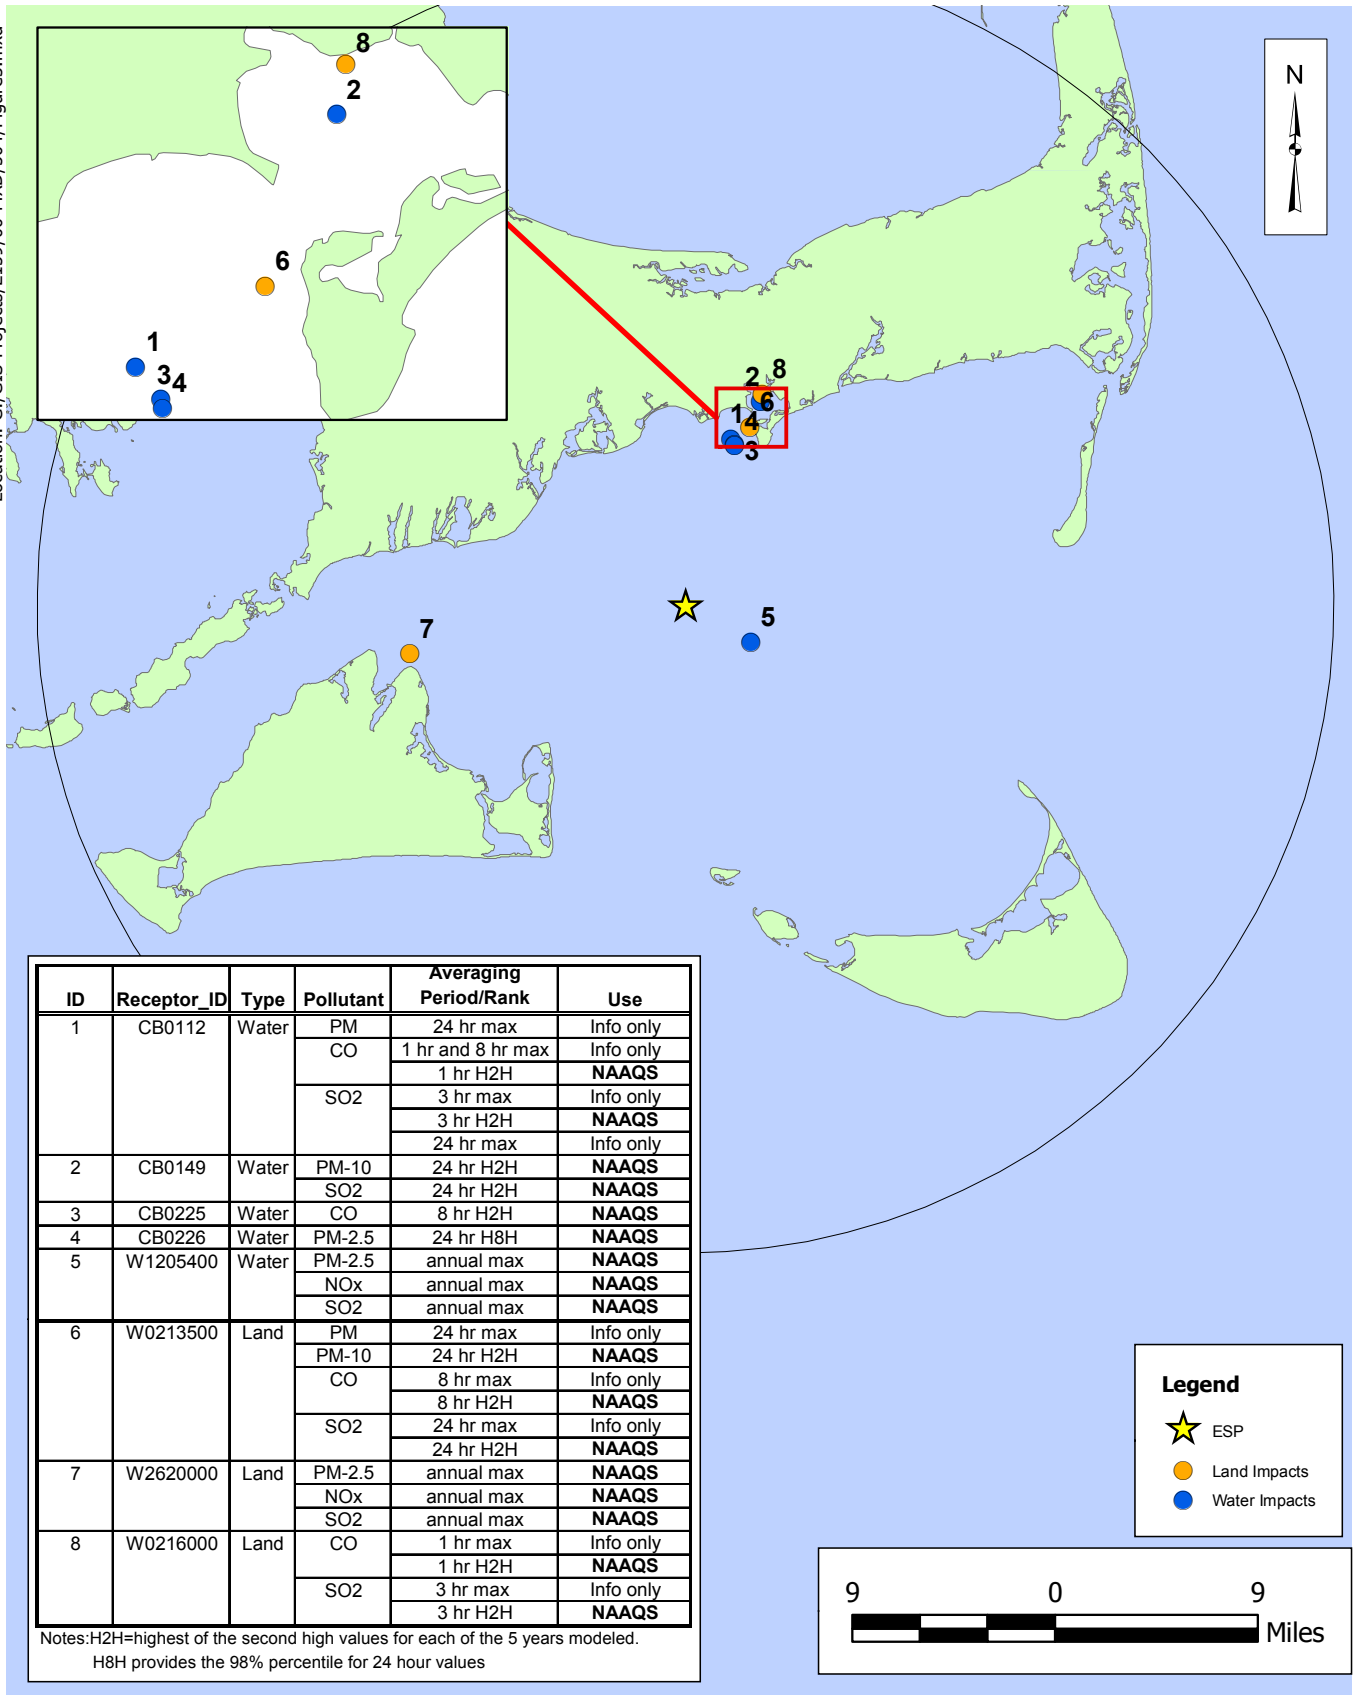 8
2
6
1
3 4
N
2 8
6
1 4
3
5
7
ID Receptor_ID Type Pollutant Averaging Period/Rank Use
1 CB0112 Water PM 24 hr max Info only
CO 1 hr and 8 hr max Info only
1 hr H2H NAAQS
SO2 3 hr max Info only
3 hr H2H NAAQS
24 hr max Info only
2 CB0149 Water PM-10 24 hr H2H NAAQS
SO2 24 hr H2H NAAQS
3 CB0225 Water CO 8 hr H2H NAAQS
4 CB0226 Water PM-2.5 24 hr H8H NAAQS
5 W1205400 Water PM-2.5 annual max NAAQS
NOx annual max NAAQS
SO2 annual max NAAQS
6 W0213500 Land PM 24 hr max Info only
PM-10 24 hr H2H NAAQS
CO 8 hr max Info only
8 hr H2H NAAQS
SO2 24 hr max Info only
24 hr H2H NAAQS
7 W2620000 Land PM-2.5 annual max NAAQS
NOx annual max NAAQS
SO2 annual max NAAQS
8 W0216000 Land CO 1 hr max Info only
1 hr H2H NAAQS
SO2 3 hr max Info only
3 hr H2H NAAQS
Notes:H2H=highest of the second high values for each of the 5 years modeled.
H8H provides the 98% percentile for 24 hour values
Legend
ESP
Land Impacts
Water Impacts
9 0 9
Miles